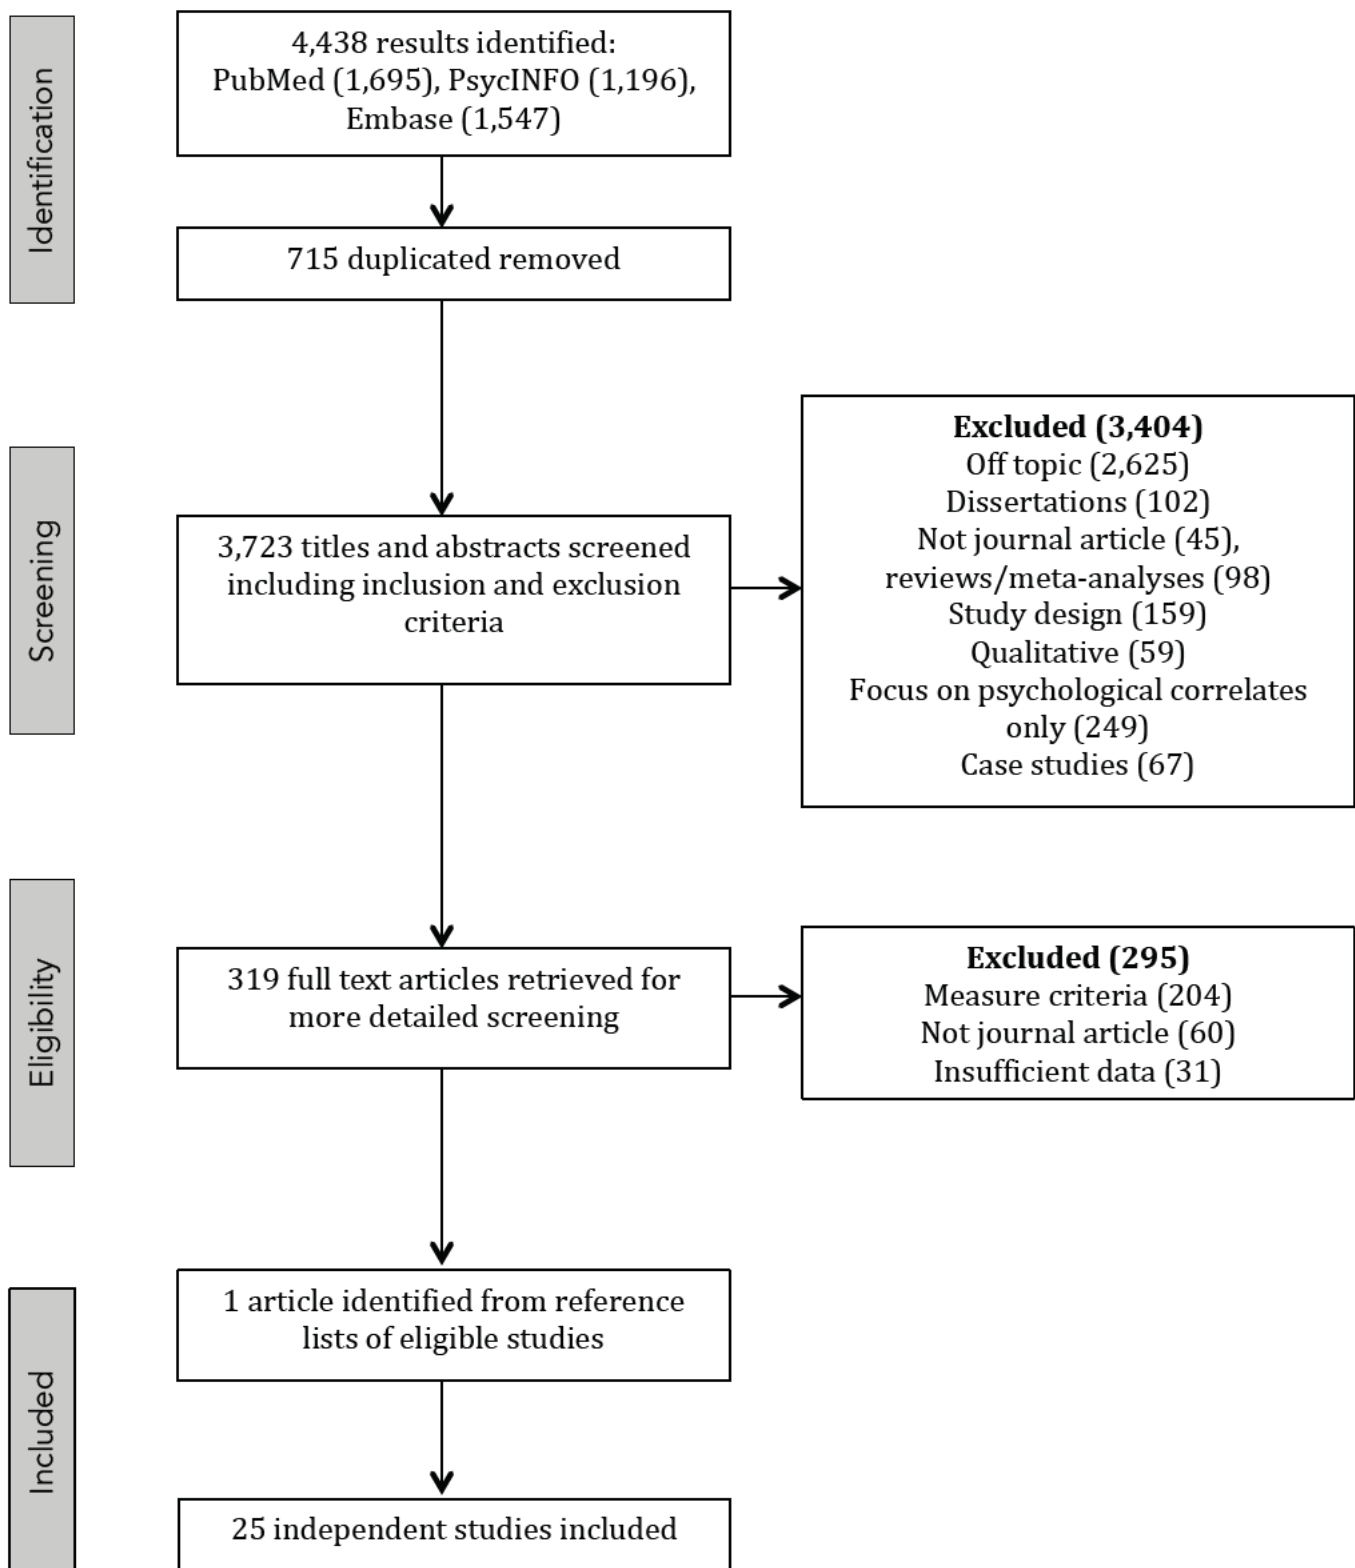 Identification
4,438 results identified:
PubMed (1,695), PsycINFO (1,196),
Embase (1,547)
715 duplicated removed
Screening
3,723 titles and abstracts screened
including inclusion and exclusion
criteria
Excluded (3,404)
Off topic (2,625)
Dissertations (102)
Not journal article (45),
reviews/meta-analyses (98)
Study design (159)
Qualitative (59)
Focus on psychological correlates
only (249)
Case studies (67)
Eligibility
319 full text articles retrieved for
more detailed screening
Excluded (295)
Measure criteria (204)
Not journal article (60)
Insufficient data (31)
Included
1 article identified from reference
lists of eligible studies
25 independent studies included